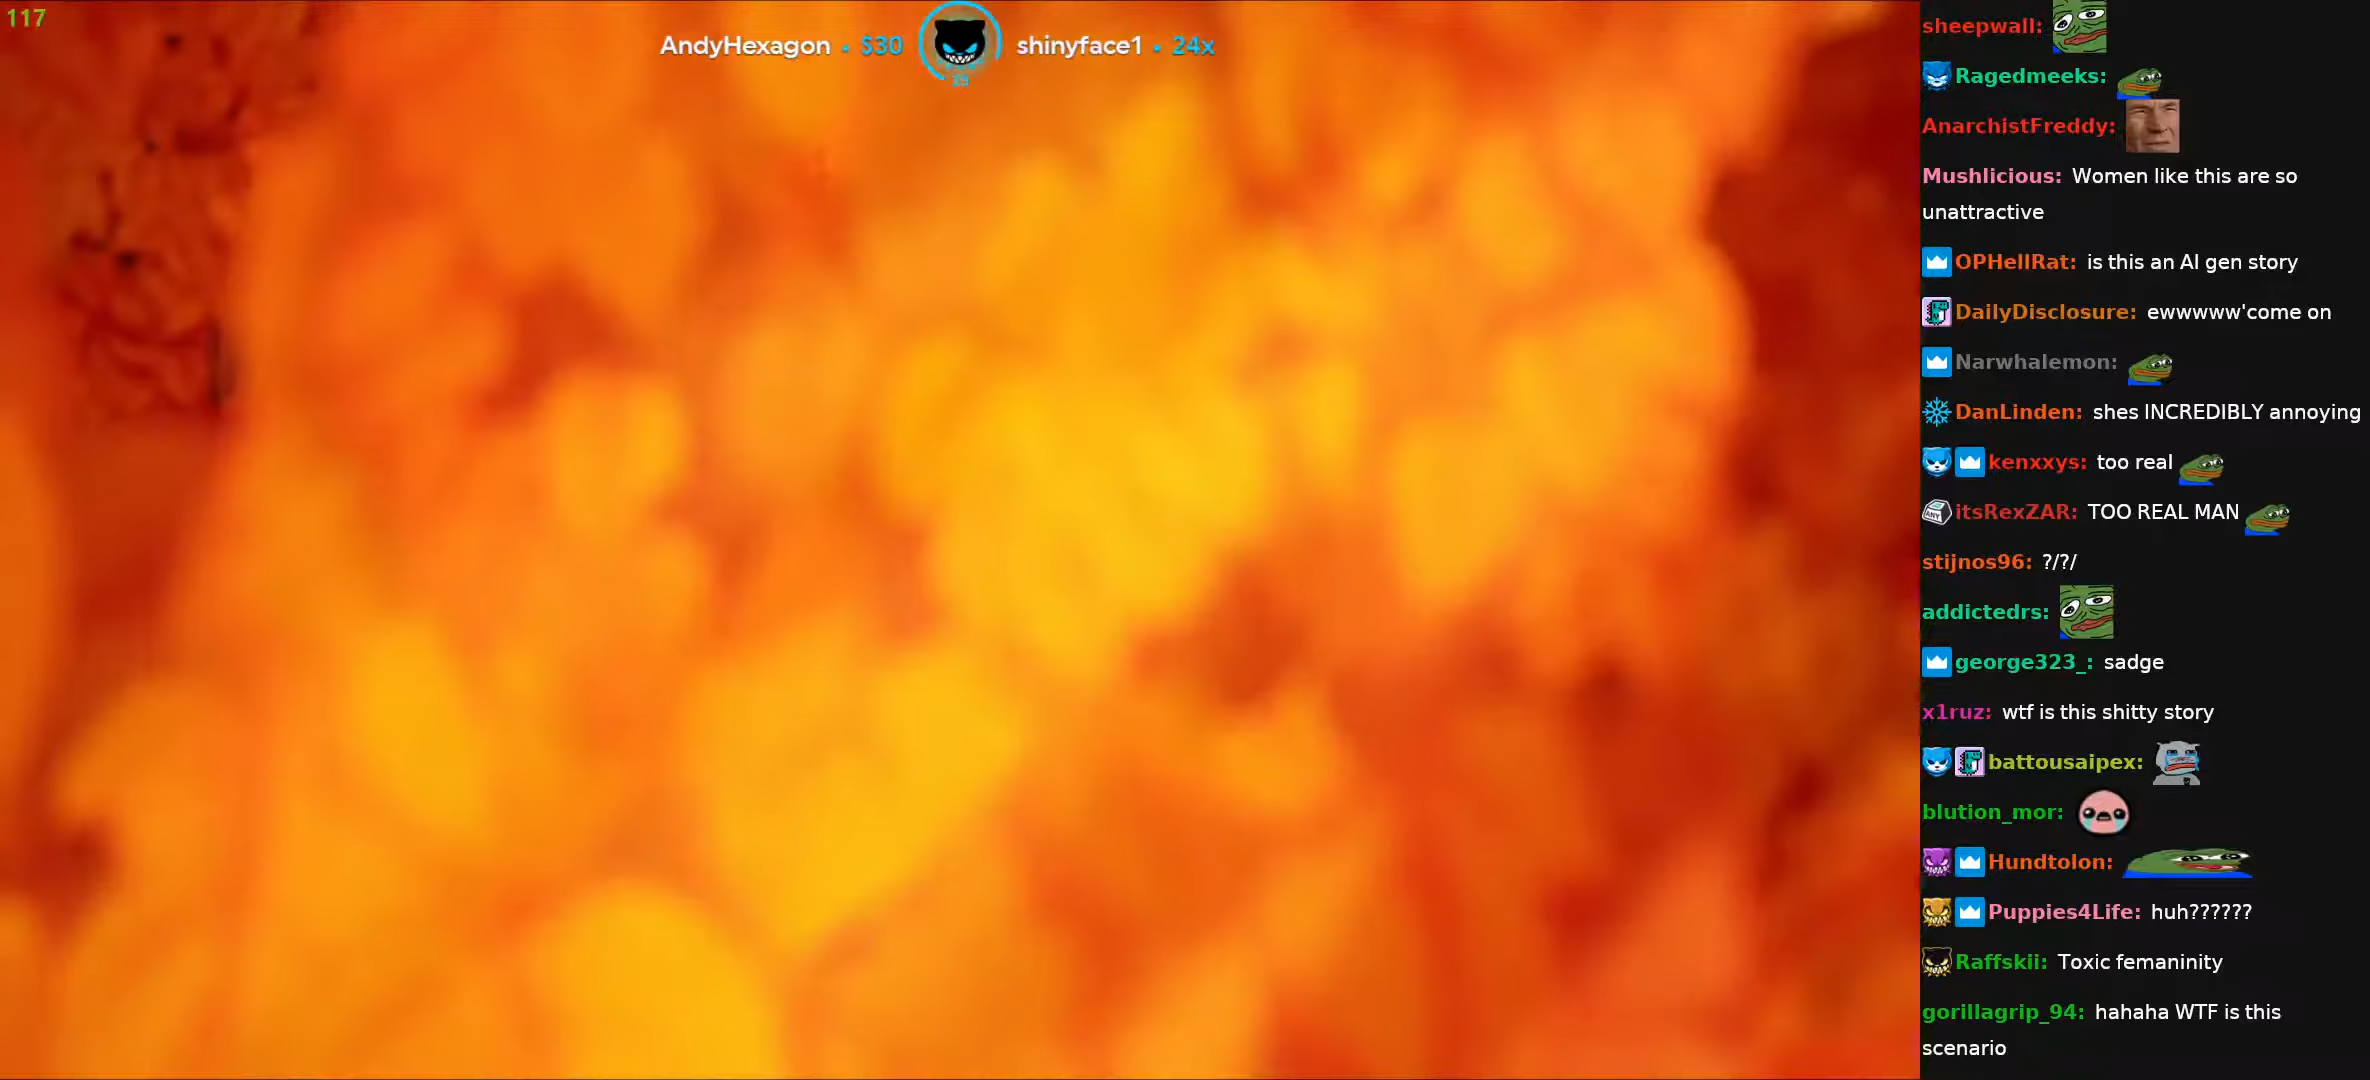 117
AndyHexagon • $30
25
shinyface1 • 24x
sheepwall:
Ragedmeeks:
AnarchistFreddy:
Mushlicious: Women like this are so
unattractive
OPHellRat: is this an AI gen story
DailyDisclosure: ewwwww'come on
Narwhalemon:
DanLinden: shes INCREDIBLY annoying
kenxxys: too real
itsRexZAR: TOO REAL MAN
stijnos96: ?/?/
addictedrs:
george323_: sadge
x1ruz: wtf is this shitty story
battousaipex:
blution_mor:
Hundtolon:
Puppies4Life: huh??????
Raffskii: Toxic femaninity
gorillagrip_94: hahaha WTF is this
scenario